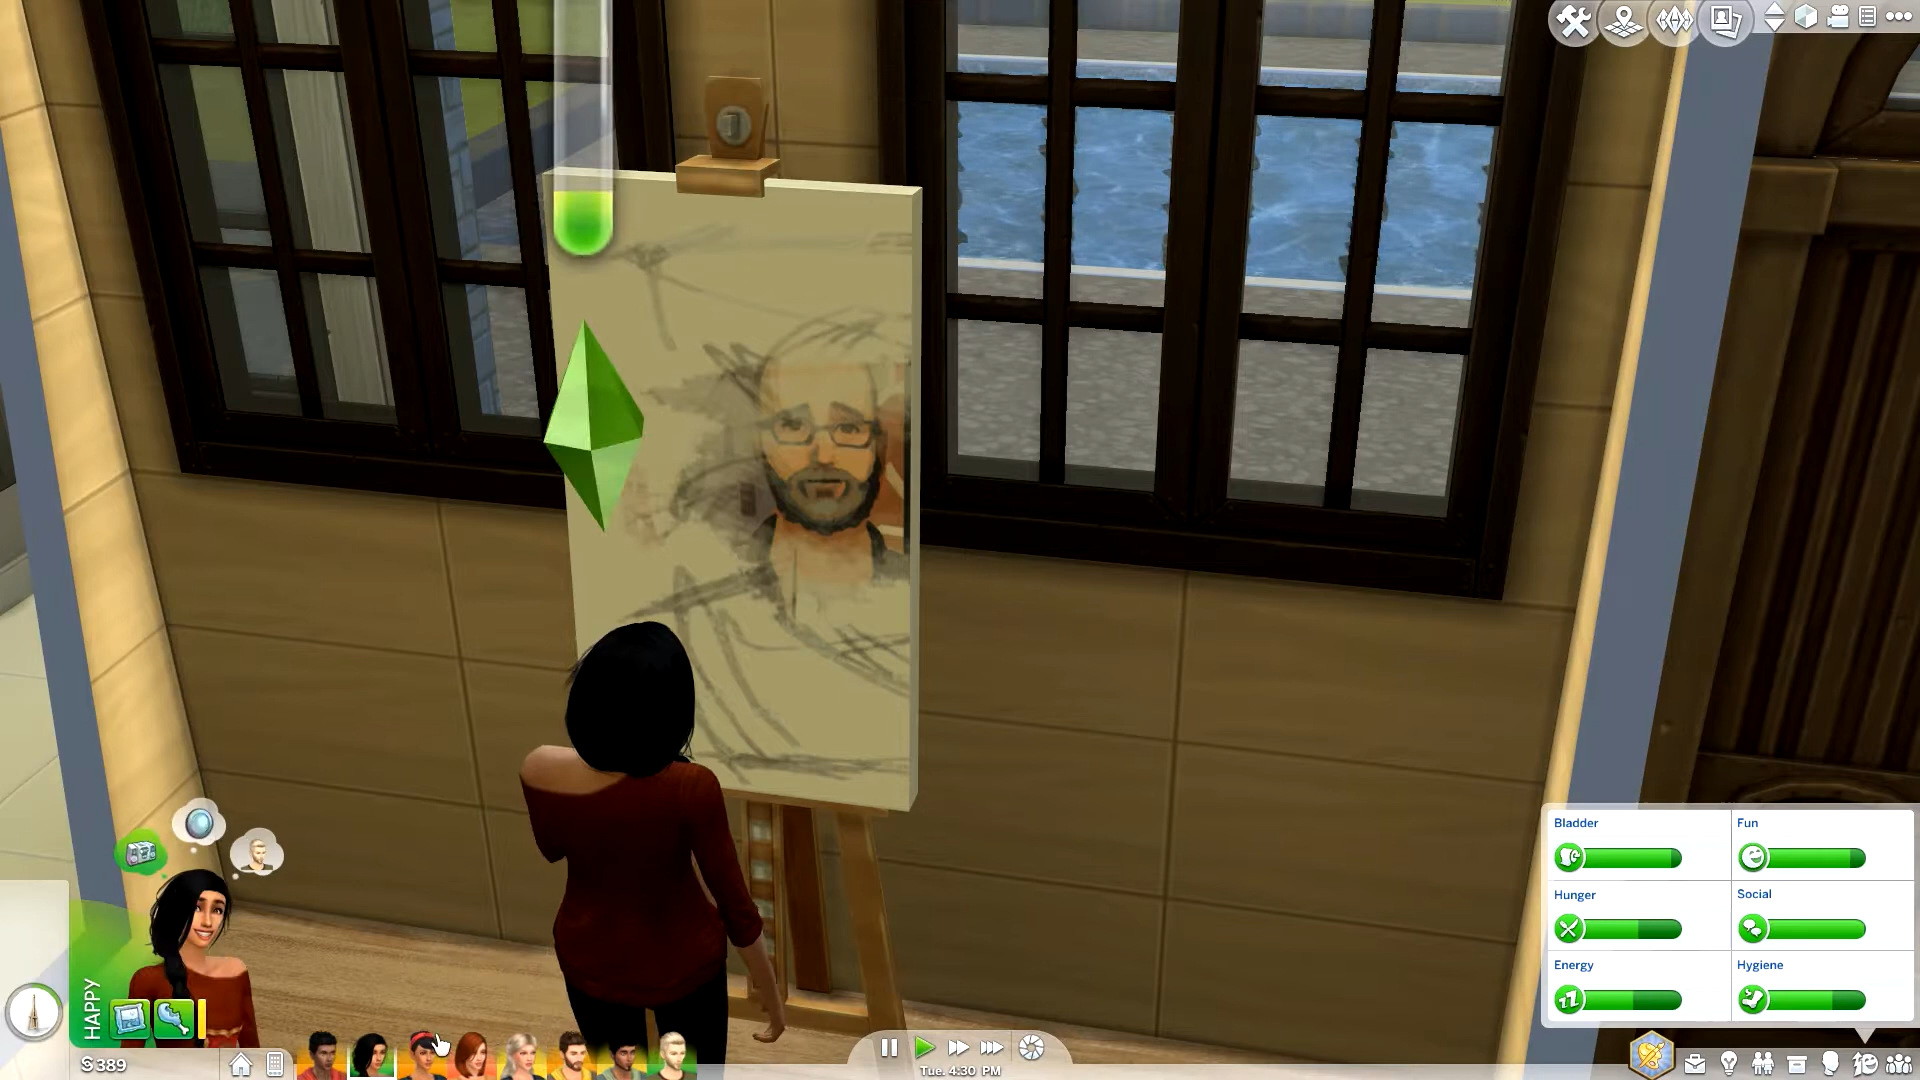 Bladder
Fun
Hunger
Social
Energy
Hygiene
HAPPY
§389
Tue. 4:30 PM